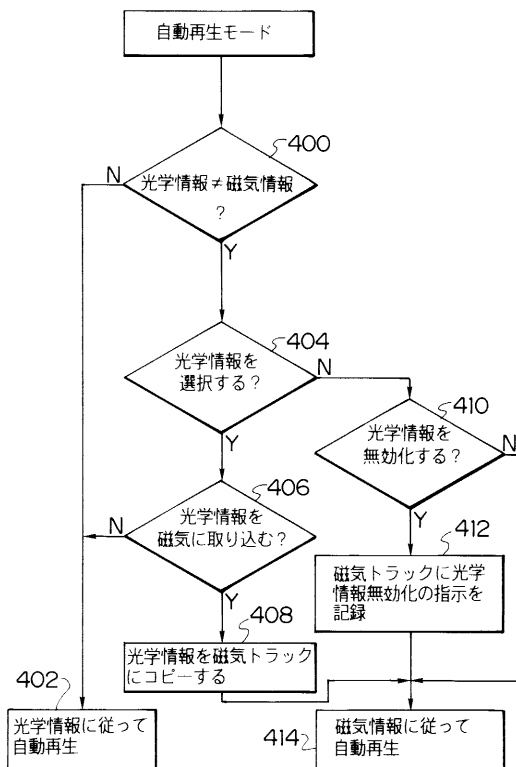 自動再生モード
400
N
光学情報≠磁気情報
?
Y
404
光学情報を
選択する?
N
Y
410
光学情報を
無効化する?
N
Y
406
光学情報を
磁気に取り込む?
N
Y
412
磁気トラックに光学
情報無効化の指示を
記録
408
光学情報を磁気トラック
にコピーする
402
光学情報に従って
自動再生
414
磁気情報に従って
自動再生